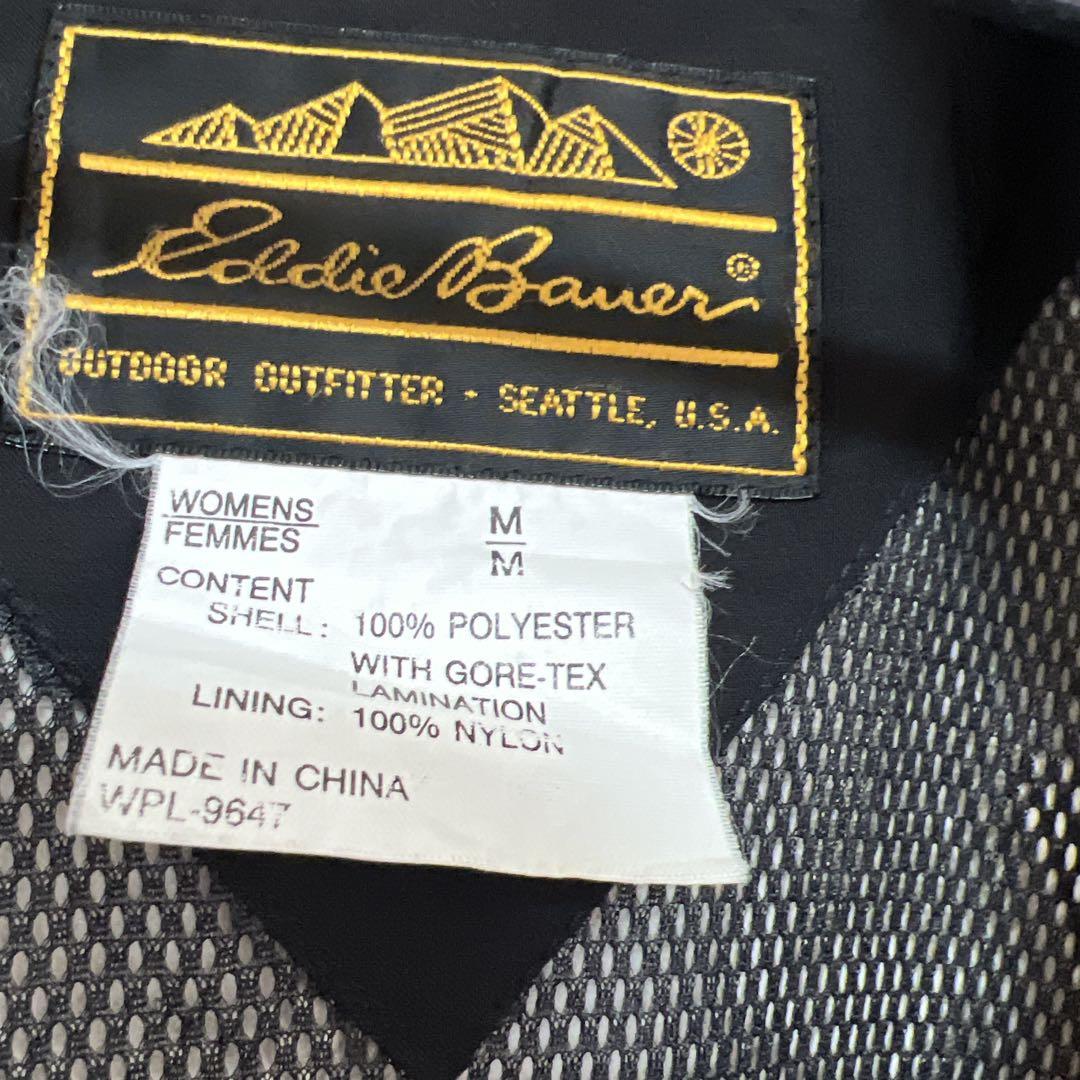 Eddie Bauer ®
OUTDOOR OUTFITTER - SEATTLE, U.S.A.
WOMENS M
FEMMES M
CONTENT
SHELL: 100% POLYESTER
WITH GORE-TEX
LAMINATION
LINING: 100% NYLON
MADE IN CHINA
WPL-9647